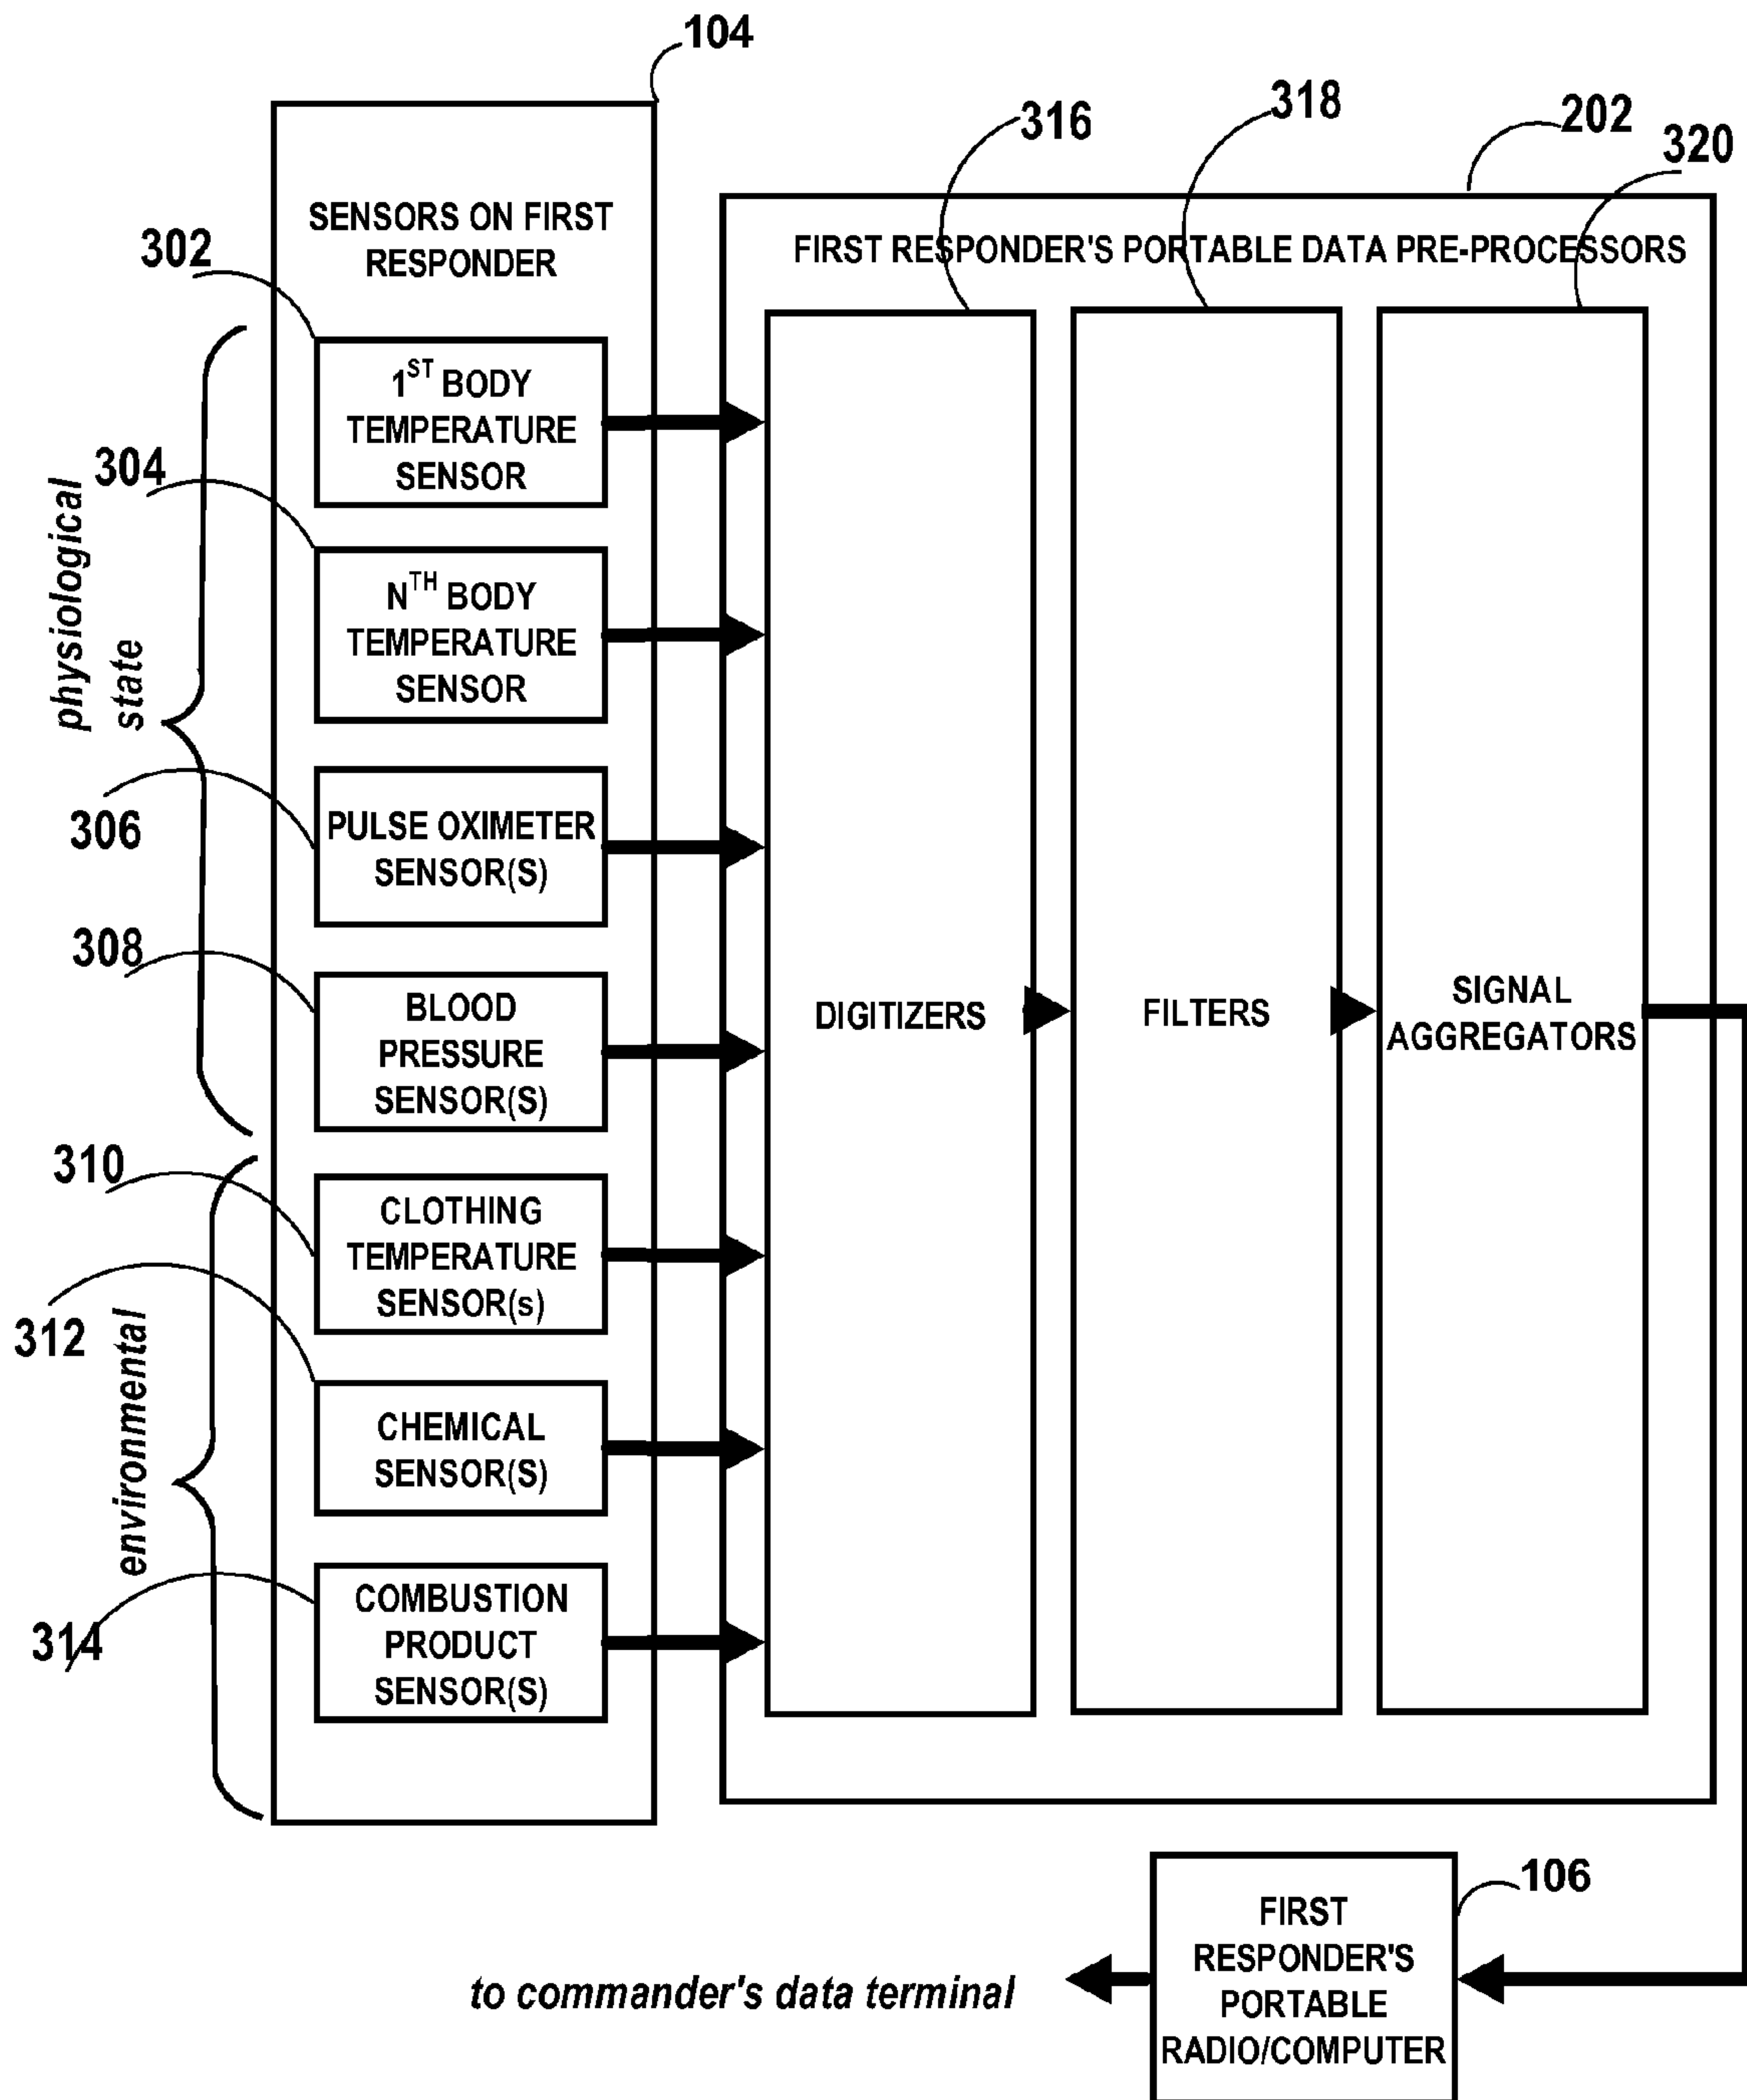 104
316
318
202
320
SENSORS ON FIRST
RESPONDER
302
FIRST RESPONDER'S PORTABLE DATA PRE-PROCESSORS
1ST BODY
TEMPERATURE
SENSOR
304
physiological
state
NTH BODY
TEMPERATURE
SENSOR
306
PULSE OXIMETER
SENSOR(S)
308
BLOOD
PRESSURE
SENSOR(S)
DIGITIZERS
FILTERS
SIGNAL
AGGREGATORS
310
CLOTHING
TEMPERATURE
SENSOR(s)
312
environmental
CHEMICAL
SENSOR(S)
314
COMBUSTION
PRODUCT
SENSOR(S)
106
FIRST
RESPONDER'S
PORTABLE
RADIO/COMPUTER
to commander's data terminal